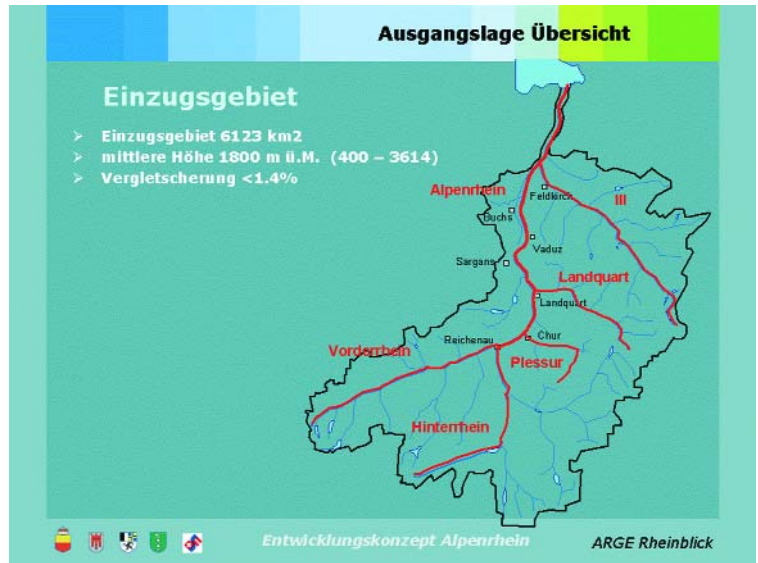 Ausgangslage Übersicht
Einzugsgebiet
Einzugsgebiet 6123 km2
mittlere Höhe 1800 m ü.M. (400 – 3614)
Vergletscherung <1.4%
Alpenrhein
Feldkirch
Ill
Buchs
Vaduz
Sargans
Landquart
Landquart
Reichenau
Chur
Vorderrhein
Plessur
Hinterrhein
Entwicklungskonzept Alpenrhein
ARGE Rheinblick